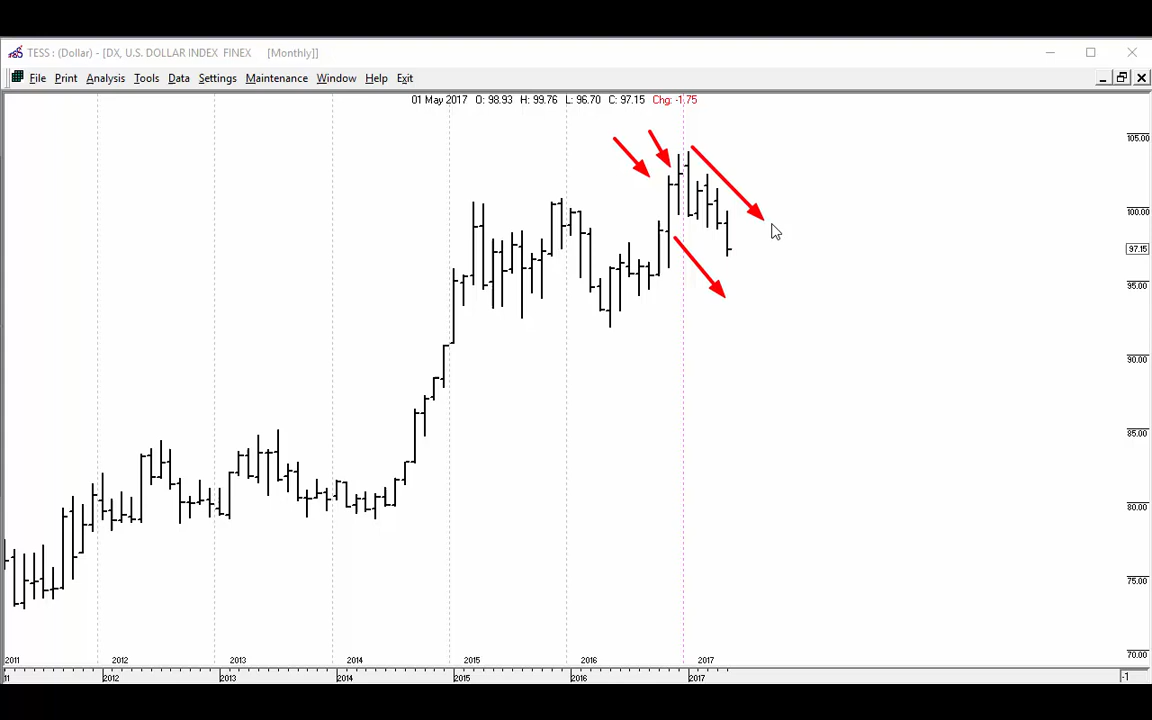 TESS : (Dollar) - [DX, U.S. DOLLAR INDEX FINEX [Monthly]]
File Print Analysis Tools Data Settings Maintenance Window Help Exit
01 May 2017 O: 98.93 H: 99.76 L: 96.70 C: 97.15 Chg: -1.75
105.00
100.00
97.15
95.00
90.00
85.00
80.00
75.00
70.00
2011 2012 2013 2014 2015 2016 2017
11 2012 2013 2014 2015 2016 2017 -1